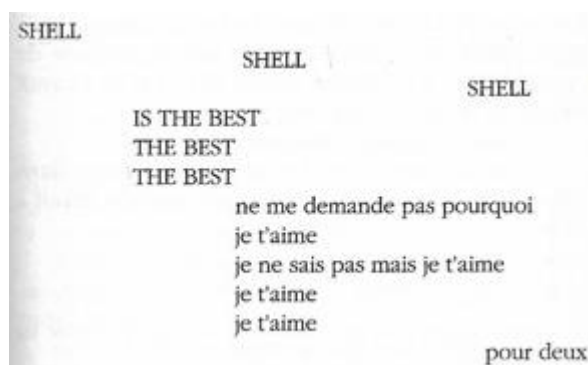 SHELL
SHELL
SHELL
IS THE BEST
THE BEST
THE BEST
ne me demande pas pourquoi
je t'aime
je ne sais pas mais je t'aime
je t'aime
je t'aime
pour deux